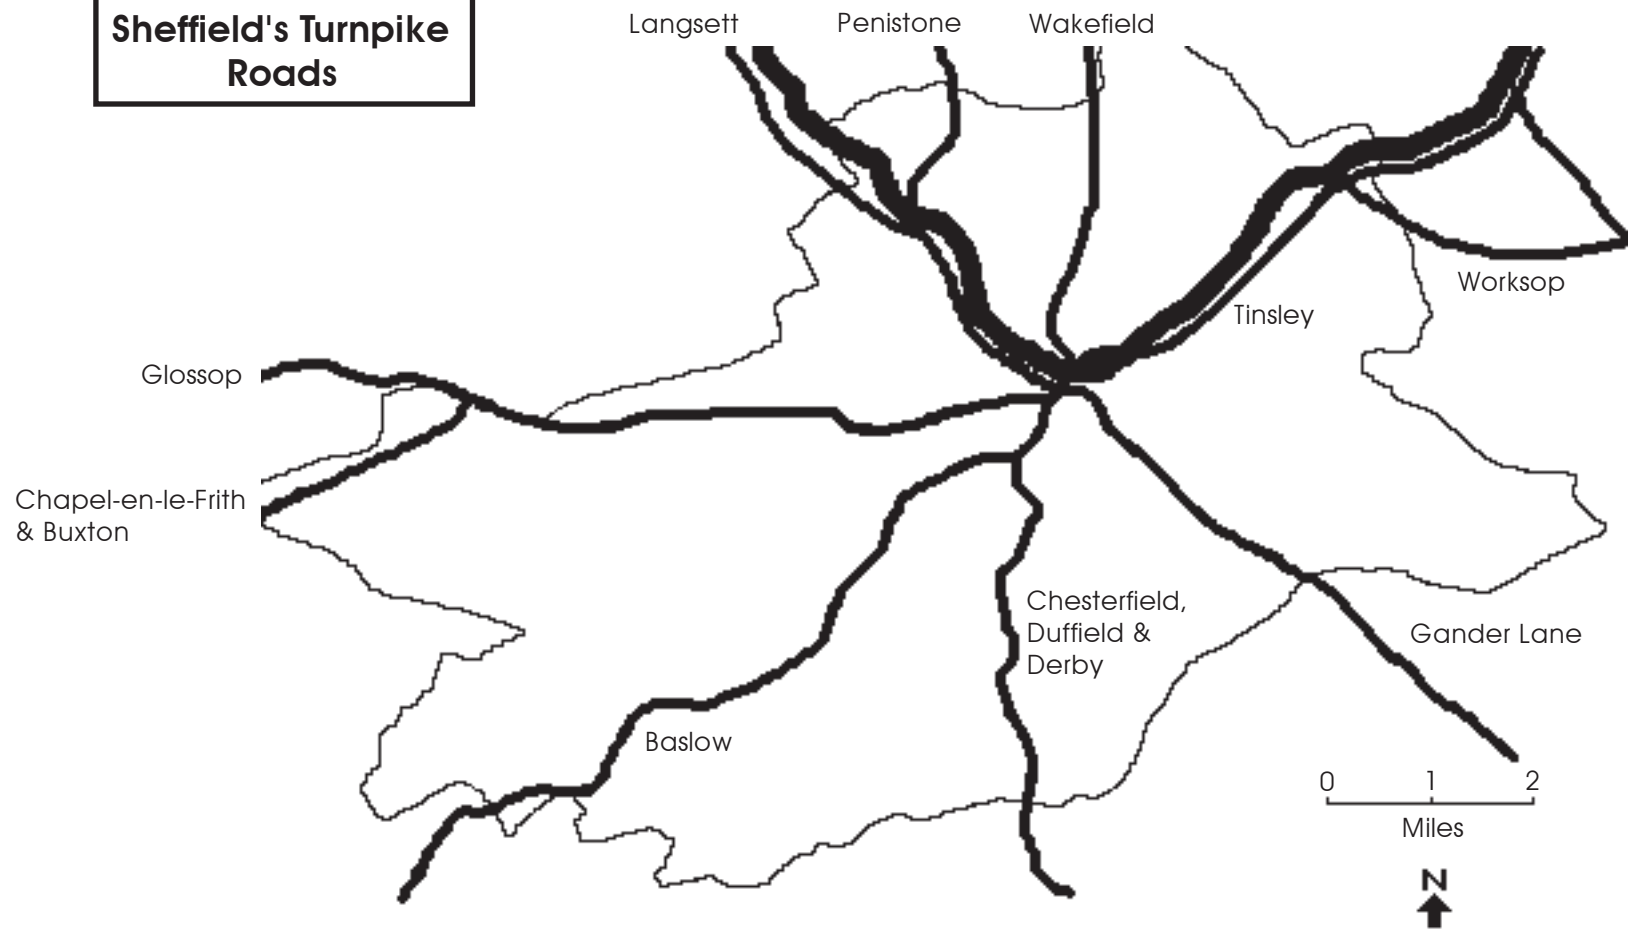 Sheffield's Turnpike
Roads
Langsett
Penistone
Wakefield
Worksop
Tinsley
Glossop
Chapel-en-le-Frith
& Buxton
Chesterfield,
Duffield &
Derby
Gander Lane
Baslow
0 1 2
Miles
N